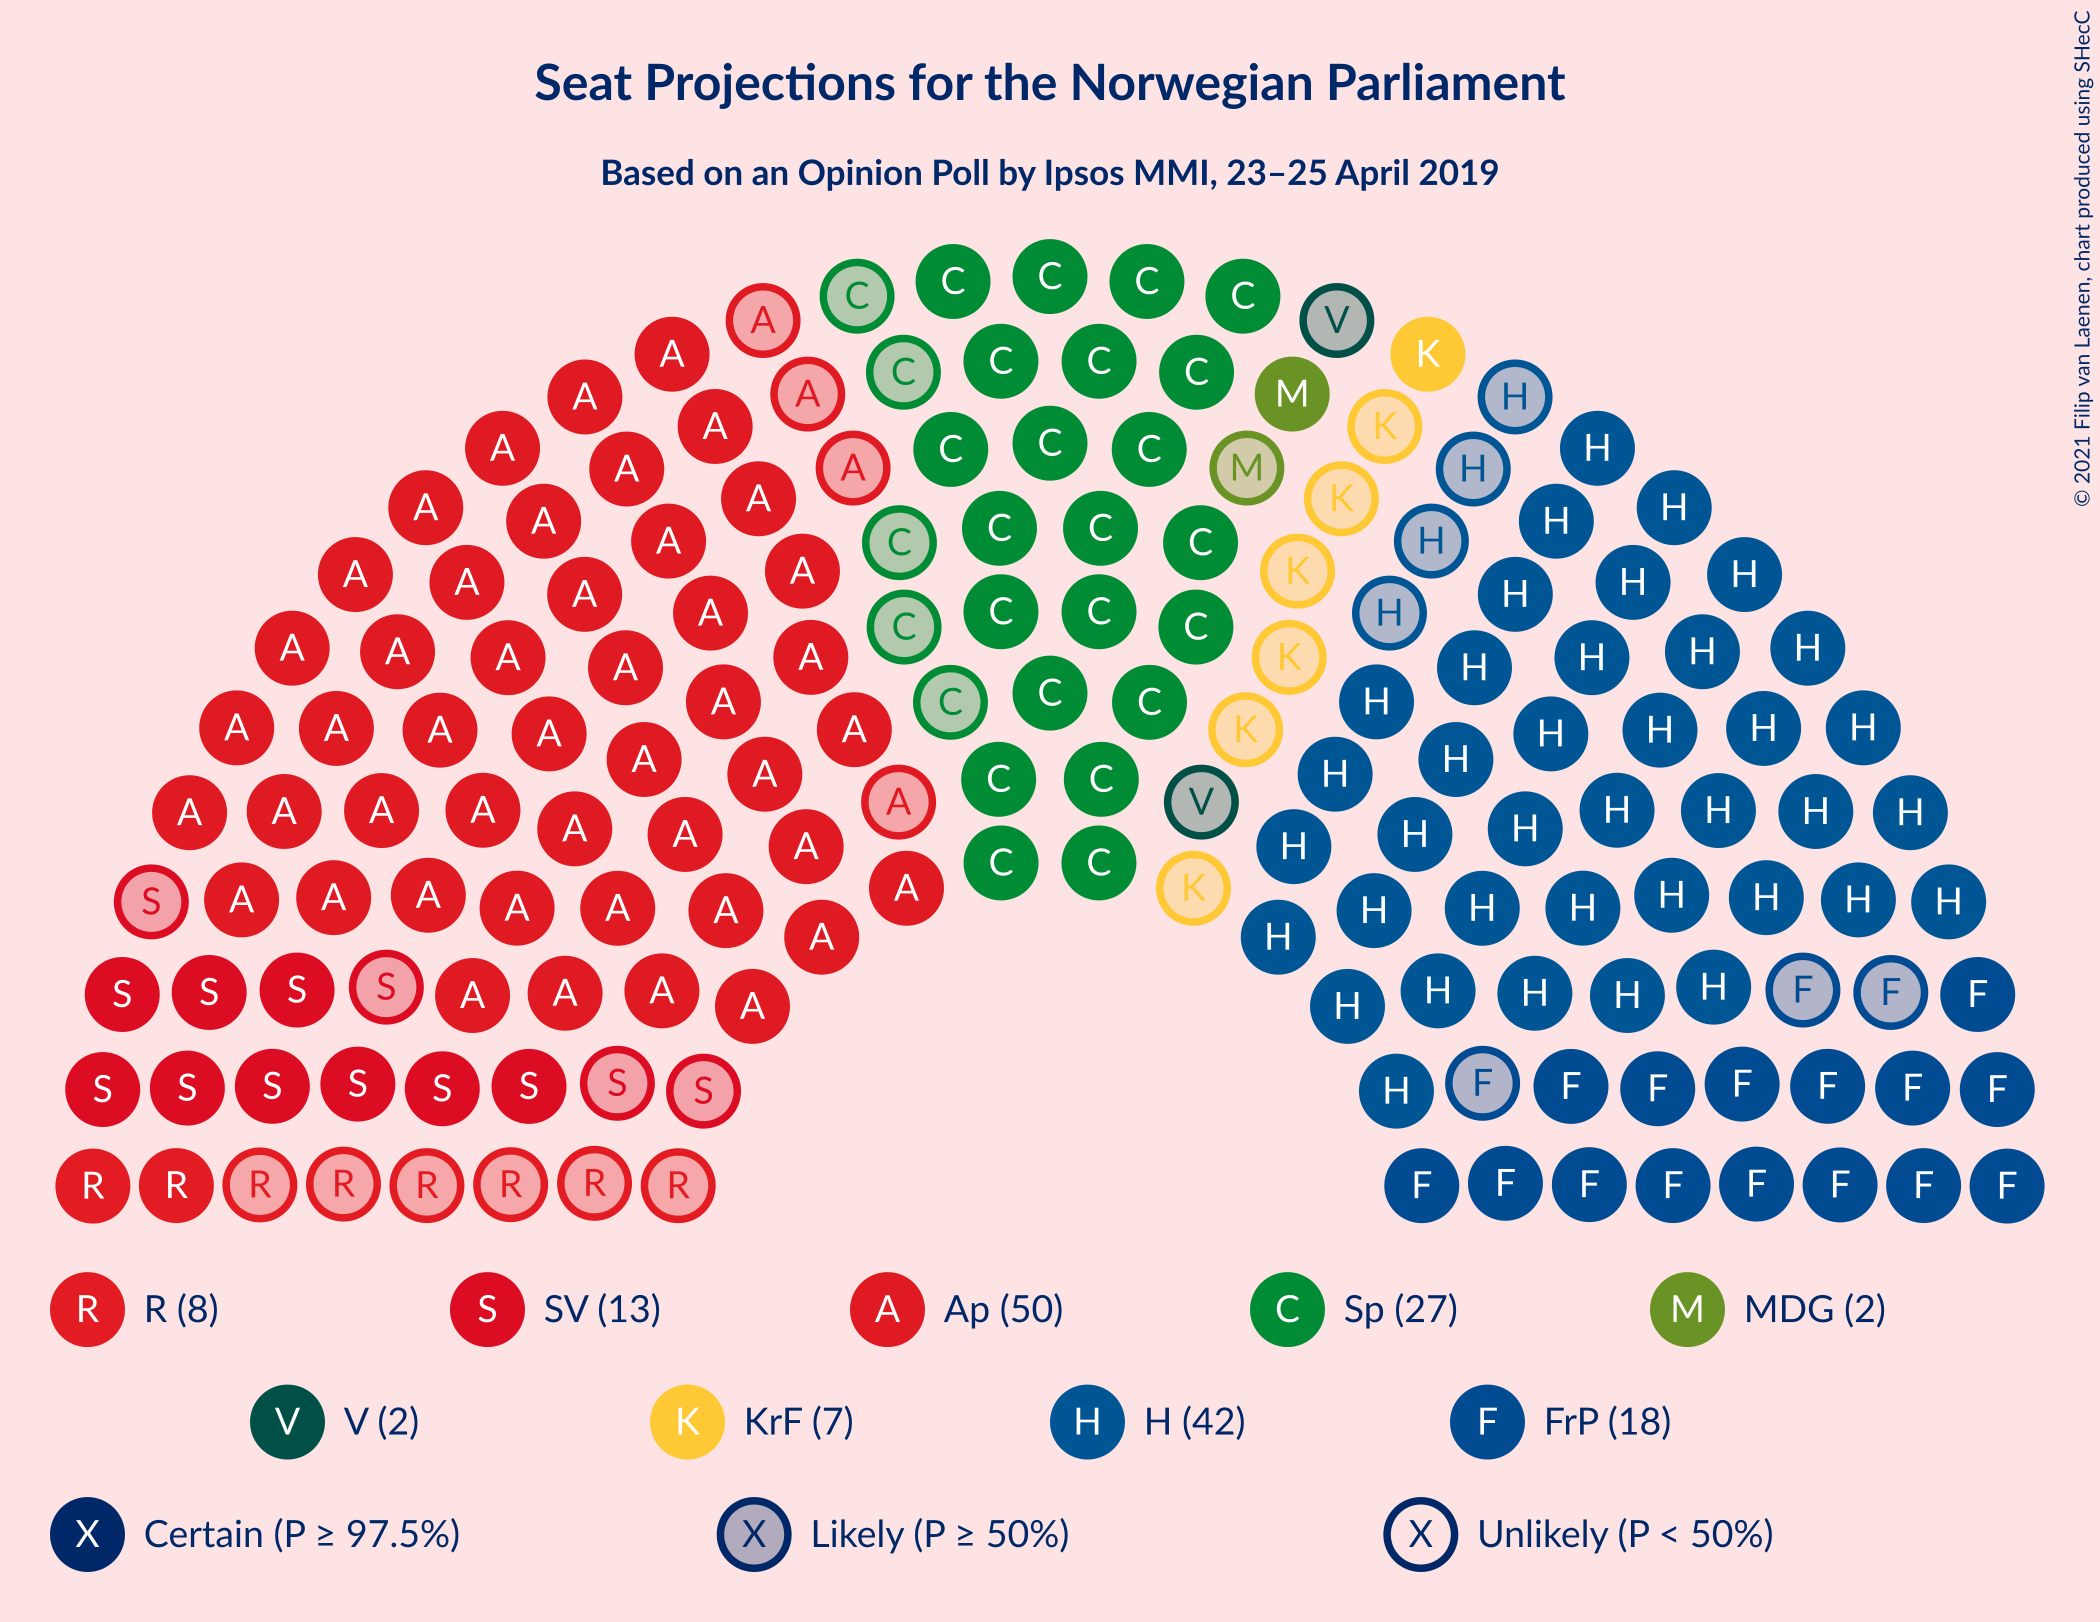 Seat Projections for the Norwegian Parliament
Based on an Opinion Poll by Ipsos MMI, 23–25 April 2019
© 2021 Filip van Laenen, chart produced using SHecC
C C C C C
A V
A K
A C C C C H
A M
A K
A H
A C C C H
A M
A K H
A H
A C C C C H
A K H
A H
A H
A C C C C H
A K H
A H
A H
A C C C H
A K H
A H
A H
A C C H
A V H
A H
A H
S C C H
A K H
A H
A H
S S S S A A A A H H H H H F F F
S S S S S S S S H F F F F F F F
R R R R R R R R F F F F F F F F
R R (8) S SV (13) A Ap (50) C Sp (27) M MDG (2)
V V (2) K KrF (7) H H (42) F FrP (18)
X Certain (P ≥ 97.5%) X Likely (P ≥ 50%) X Unlikely (P < 50%)